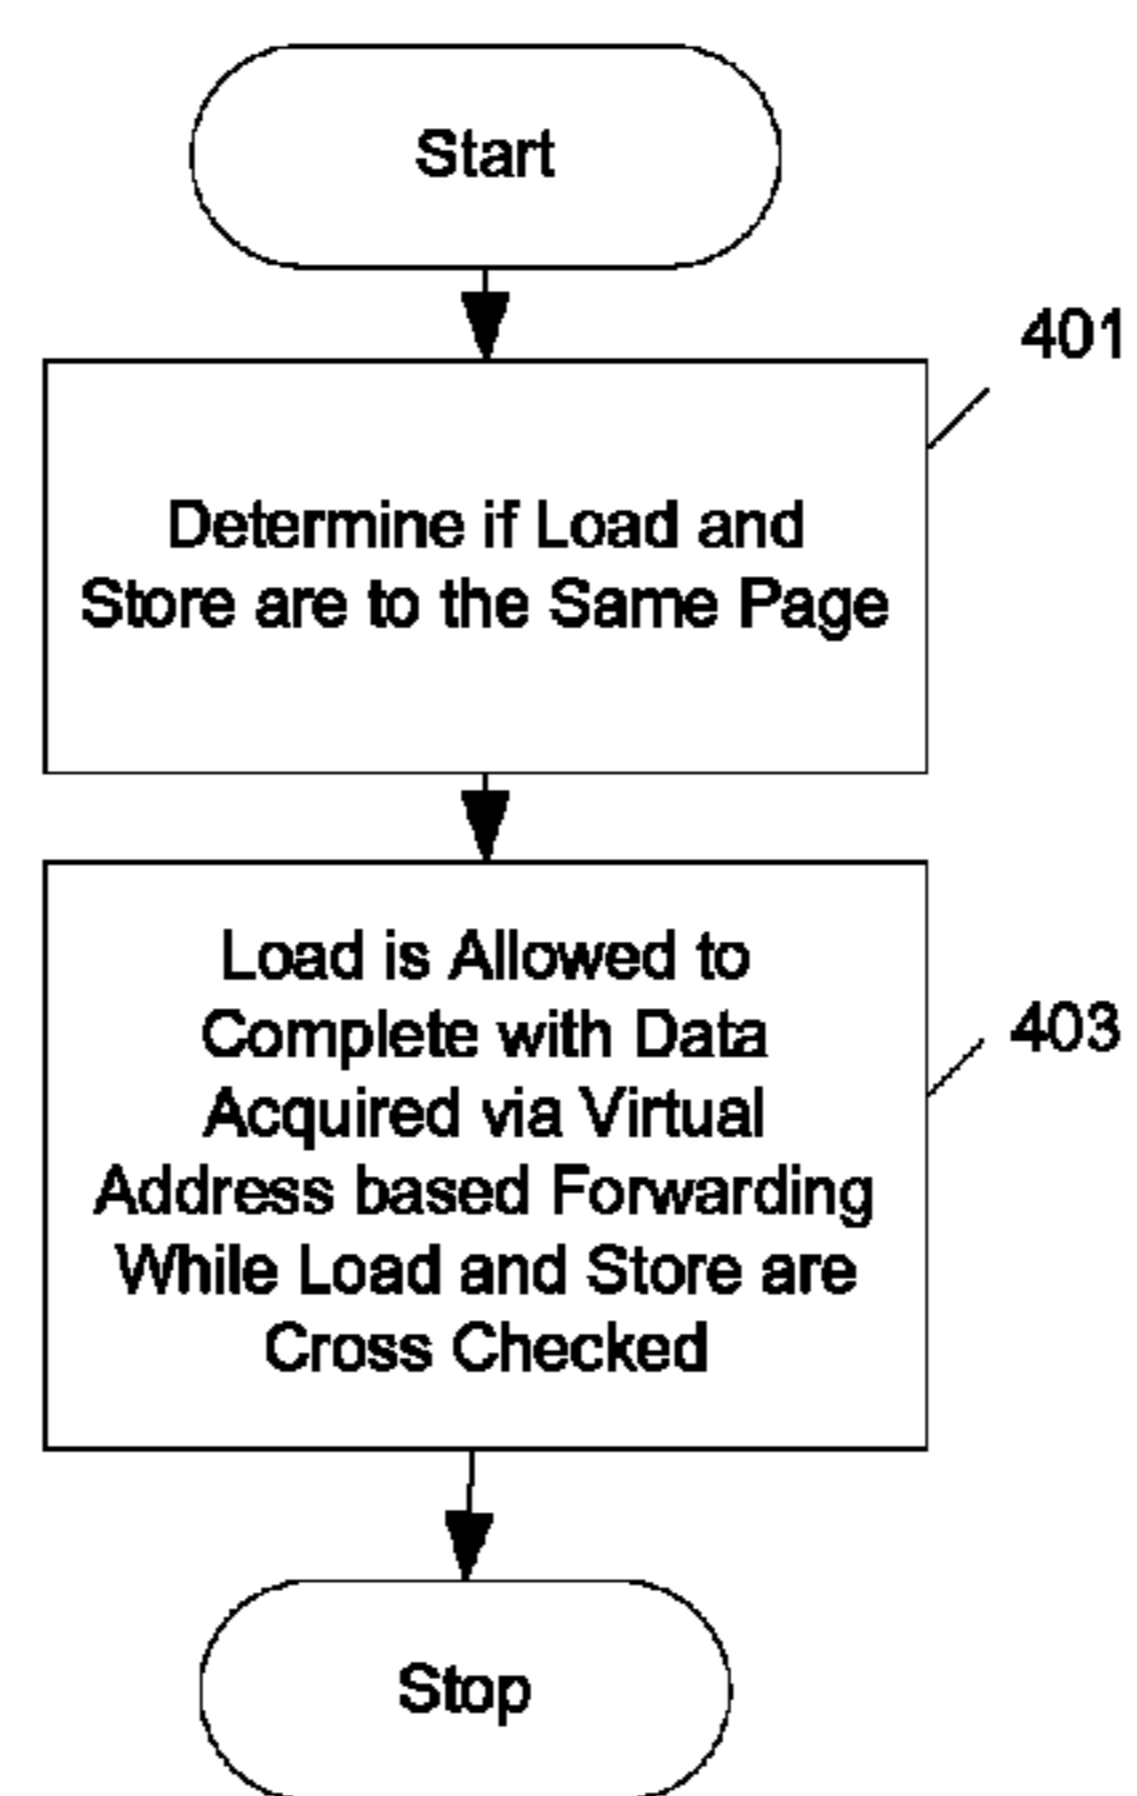 Start
401
Determine if Load and
Store are to the Same Page
Load is Allowed to
Complete with Data
403
Acquired via Virtual
Address based Forwarding
While Load and Store are
Cross Checked
Stop